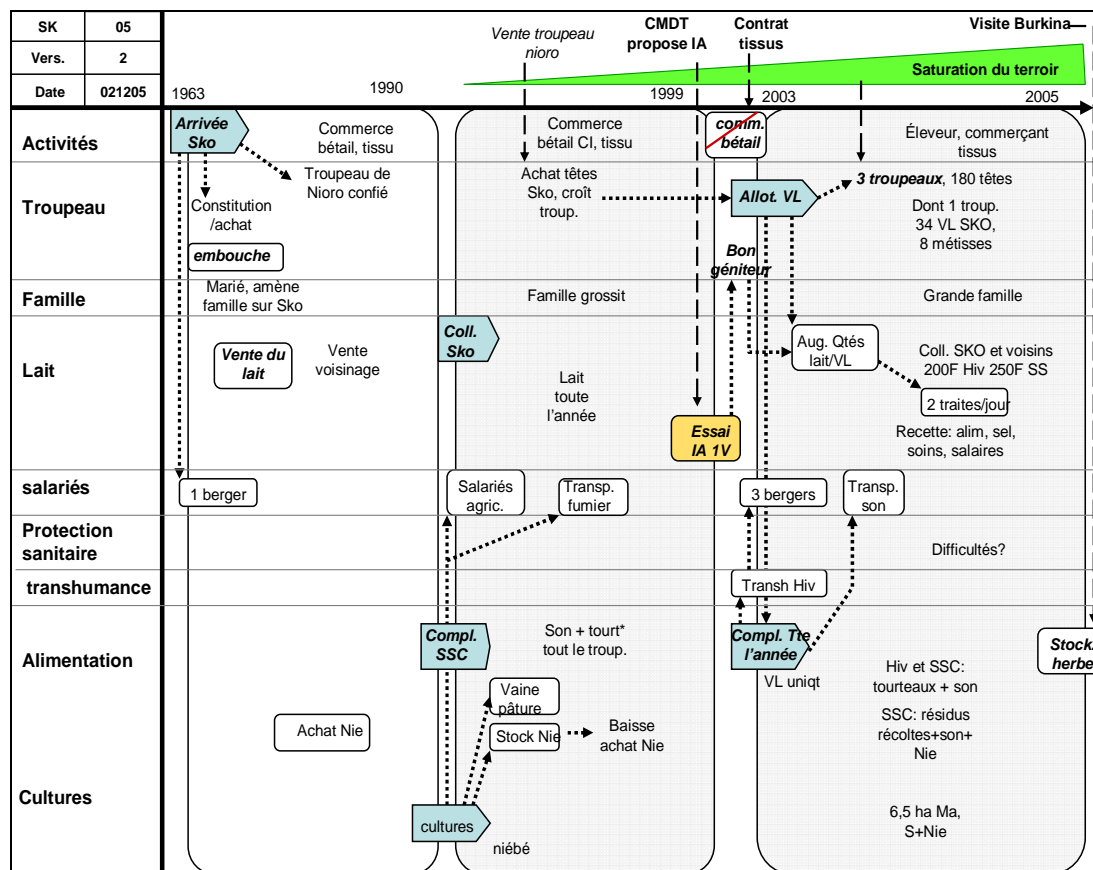 SK 05
Vers. 2
Date 021205
Vente troupeau
nioro
CMDT
propose IA
Contrat
tissus
Visite Burkina
Saturation du terroir
1963
1990
1999
2003
2005
Activités
Arrivée
Sko
Commerce
bétail, tissu
Commerce
bétail CI, tissu
comm.
bétail
Éleveur, commerçant
tissus
Troupeau
Troupeau de
Nioro confié
Constitution
/achat
embouche
Achat têtes
Sko, croît
troup.
Allot. VL
3 troupeaux, 180 têtes
Dont 1 troup.
34 VL SKO,
8 métisses
Bon
géniteur
Famille
Marié, amène
famille sur Sko
Famille grossit
Grande famille
Lait
Vente du
lait
Vente
voisinage
Coll.
Sko
Lait
toute
l'année
Essai
IA 1V
Aug. Qtés
lait/VL
Coll. SKO et voisins
200F Hiv 250F SS
2 traites/jour
Recette: alim, sel,
soins, salaires
salariés
1 berger
Salariés
agric.
Transp.
fumier
3 bergers
Transp.
son
Protection
sanitaire
Difficultés?
transhumance
Transh Hiv
Alimentation
Compl.
SSC
Son + tourt*
tout le troup.
Compl. Tte
l'année
VL uniqt
Stock.
herbe
Hiv et SSC:
tourteaux + son
SSC: résidus
récoltes+son+
Nie
Achat Nie
Vaine
pâture
Stock Nie
Baisse
achat Nie
Cultures
cultures
niébé
6,5 ha Ma,
S+Nie